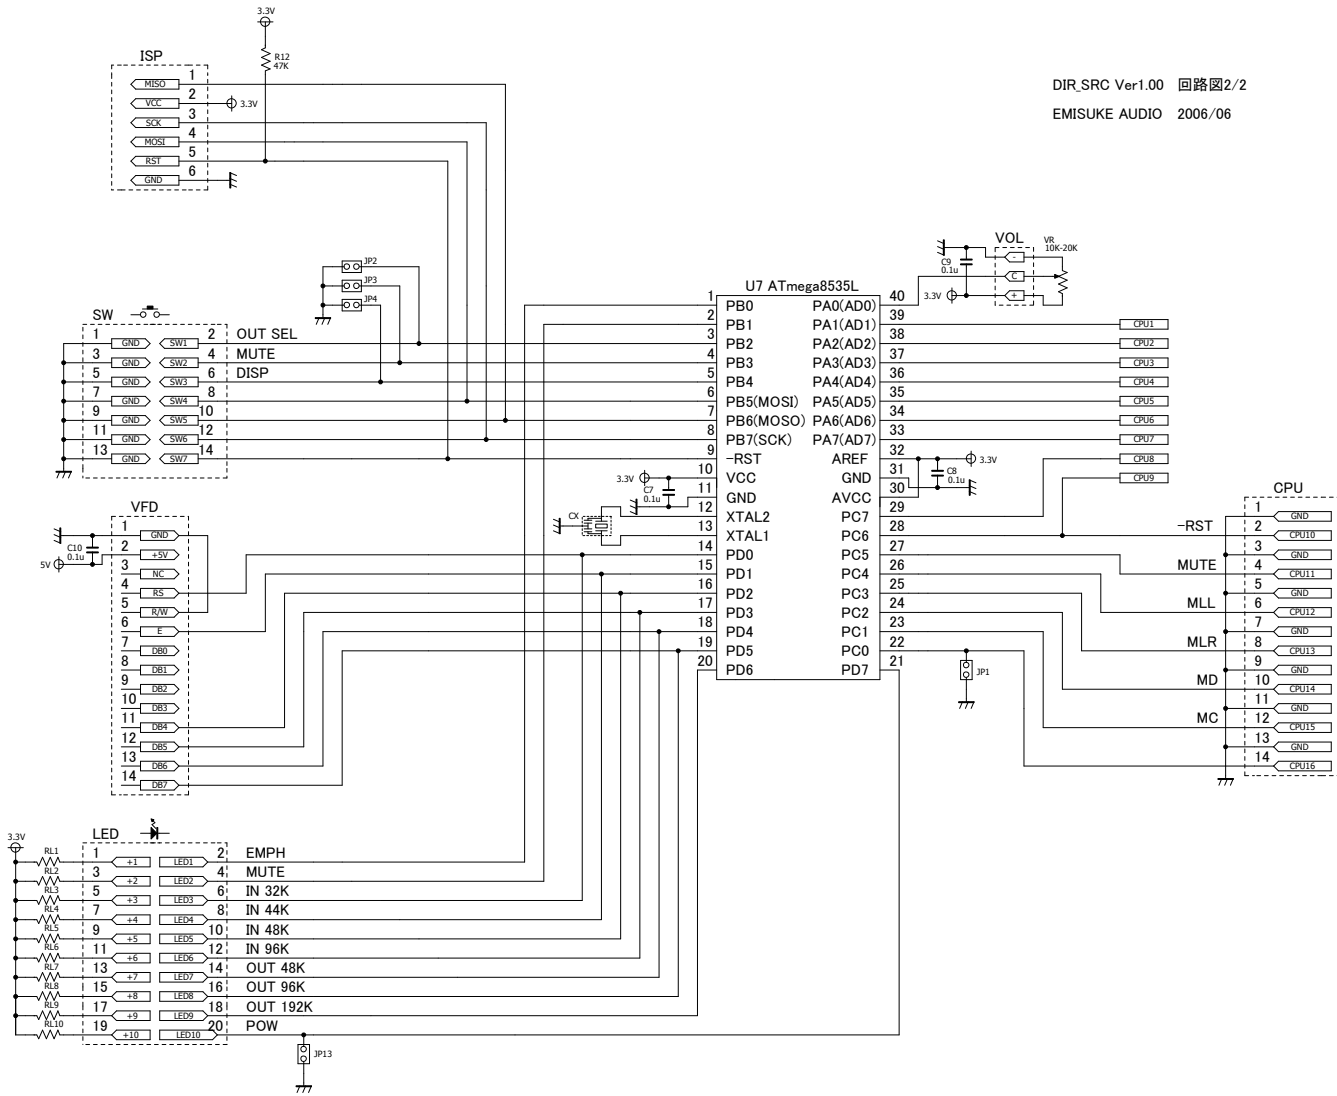 DIR_SRC Ver1.00 回路図2/2
EMISUKE AUDIO 2006/06
3.3V
R12
47K
ISP
1 MISO
2 VCC 3.3V
3 SCK
4 MOSI
5 RST
6 GND
JP2
JP3
JP4
SW
1 GND SW1 2 OUT SEL
3 GND SW2 4 MUTE
5 GND SW3 6 DISP
7 GND SW4 8
9 GND SW5 10
11 GND SW6 12
13 GND SW7 14
VOL
VR
10K-20K
C9
0.1u
3.3V
-
C
+
U7 ATmega8535L
1 PB0 PA0(AD0) 40
2 PB1 PA1(AD1) 39 CPU1
3 PB2 PA2(AD2) 38 CPU2
4 PB3 PA3(AD3) 37 CPU3
5 PB4 PA4(AD4) 36 CPU4
6 PB5(MOSI) PA5(AD5) 35 CPU5
7 PB6(MOSO) PA6(AD6) 34 CPU6
8 PB7(SCK) PA7(AD7) 33 CPU7
9 -RST AREF 32 3.3V CPU8
10 VCC GND 31 CPU9
11 GND AVCC 30
12 XTAL2 PC7 29
13 XTAL1 PC6 28
14 PD0 PC5 27
15 PD1 PC4 26
16 PD2 PC3 25
17 PD3 PC2 24
18 PD4 PC1 23
19 PD5 PC0 22
20 PD6 PD7 21
3.3V
C7
0.1u
C8
0.1u
CX
JP1
VFD
1 GND
2 +5V
3 NC
4 RS
5 R/W
6 E
7 DB0
8 DB1
9 DB2
10 DB3
11 DB4
12 DB5
13 DB6
14 DB7
C10
0.1u
5V
CPU
1 GND
-RST 2 CPU10
3 GND
MUTE 4 CPU11
5 GND
MLL 6 CPU12
7 GND
MLR 8 CPU13
9 GND
MD 10 CPU14
11 GND
MC 12 CPU15
13 GND
14 CPU16
3.3V
LED
RL1 1 +1 LED1 2 EMPH
RL2 3 +2 LED2 4 MUTE
RL3 5 +3 LED3 6 IN 32K
RL4 7 +4 LED4 8 IN 44K
RL5 9 +5 LED5 10 IN 48K
RL6 11 +6 LED6 12 IN 96K
RL7 13 +7 LED7 14 OUT 48K
RL8 15 +8 LED8 16 OUT 96K
RL9 17 +9 LED9 18 OUT 192K
RL10 19 +10 LED10 20 POW
JP13